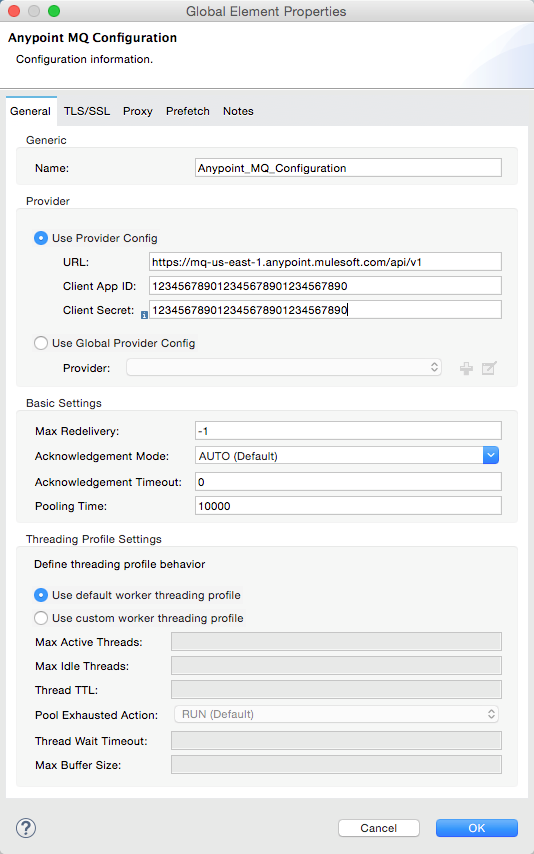 Global Element Properties
Anypoint MQ Configuration
Configuration information.
General TLS/SSL Proxy Prefetch Notes
Generic
Name: Anypoint_MQ_Configuration
Provider
Use Provider Config
URL: https://mq-us-east-1.anypoint.mulesoft.com/api/v1
Client App ID: 123456789012345678901234567890
Client Secret: 123456789012345678901234567890
Use Global Provider Config
Provider:
Basic Settings
Max Redelivery: -1
Acknowledgement Mode: AUTO (Default)
Acknowledgement Timeout: 0
Pooling Time: 10000
Threading Profile Settings
Define threading profile behavior
Use default worker threading profile
Use custom worker threading profile
Max Active Threads:
Max Idle Threads:
Thread TTL:
Pool Exhausted Action: RUN (Default)
Thread Wait Timeout:
Max Buffer Size:
? Cancel OK